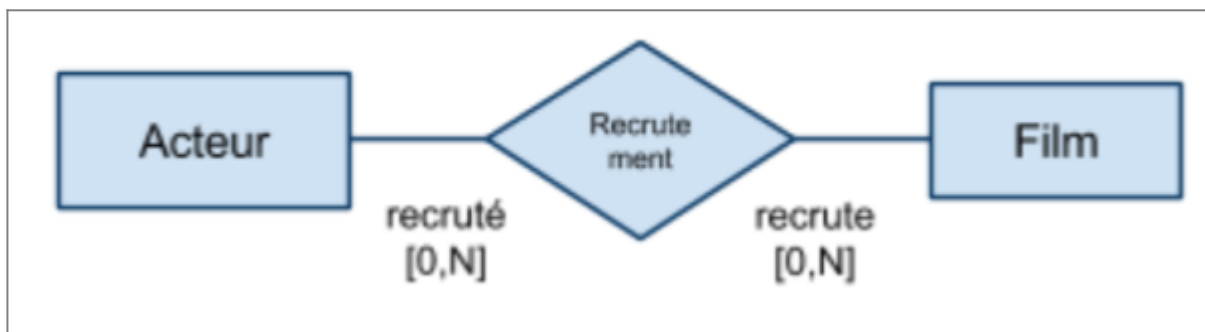 Acteur
Recrute
ment
Film
recruté
[0,N]
recrute
[0,N]